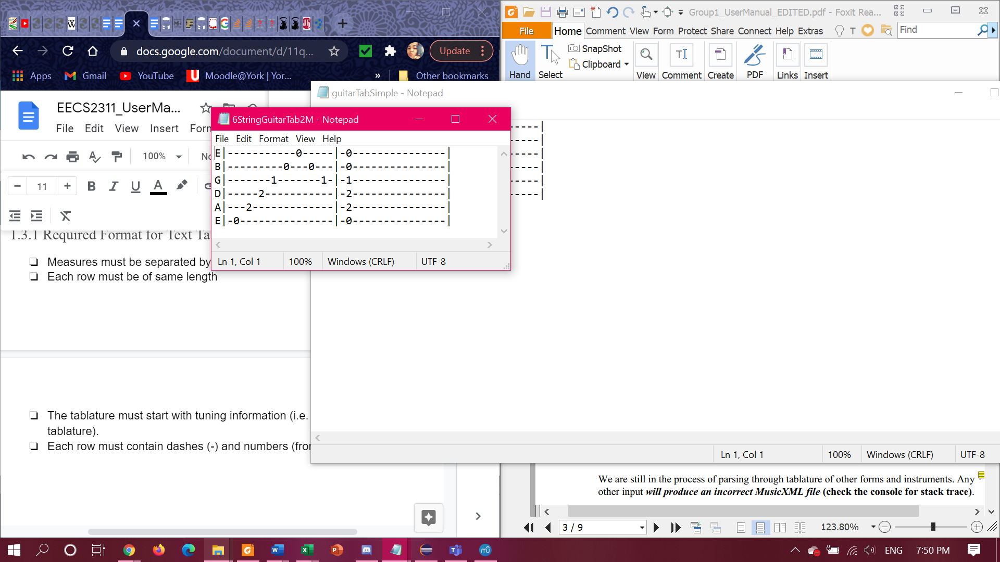 docs.google.com/document/d/11q...
Update
Apps
Gmail
YouTube
Moodle@York | Yor...
»
Other bookmarks
EECS2311_UserMa...
File Edit View Insert Forn
100%
11
B I U A
1.3.1 Required Format for Text Ta
Measures must be separated by
Each row must be of same length
The tablature must start with tuning information (i.e.
tablature).
Each row must contain dashes (-) and numbers (fror
6StringGuitarTab2M - Notepad
File Edit Format View Help
E|-----------0-----|-0---------------|
B|---------0---0---|-0---------------|
G|-------1-------1-|-1---------------|
D|-----2-----------|-2---------------|
A|---2-------------|-2---------------|
E|-0---------------|-0---------------|
Ln 1, Col 1
100%
Windows (CRLF)
UTF-8
guitarTabSimple - Notepad
-----|
-----|
-----|
-----|
-----|
-----|
Ln 1, Col 1
100%
Windows (CRLF)
UTF-8
Group1_UserManual_EDITED.pdf - Foxit Rea...
File Home Comment View Form Protect Share Connect Help Extras
Find
Hand
Select
SnapShot
Clipboard
View
Comment
Create
PDF
Links
Insert
We are still in the process of parsing through tablature of other forms and instruments. Any
other input will produce an incorrect MusicXML file (check the console for stack trace).
3 / 9
123.80%
ENG
7:50 PM